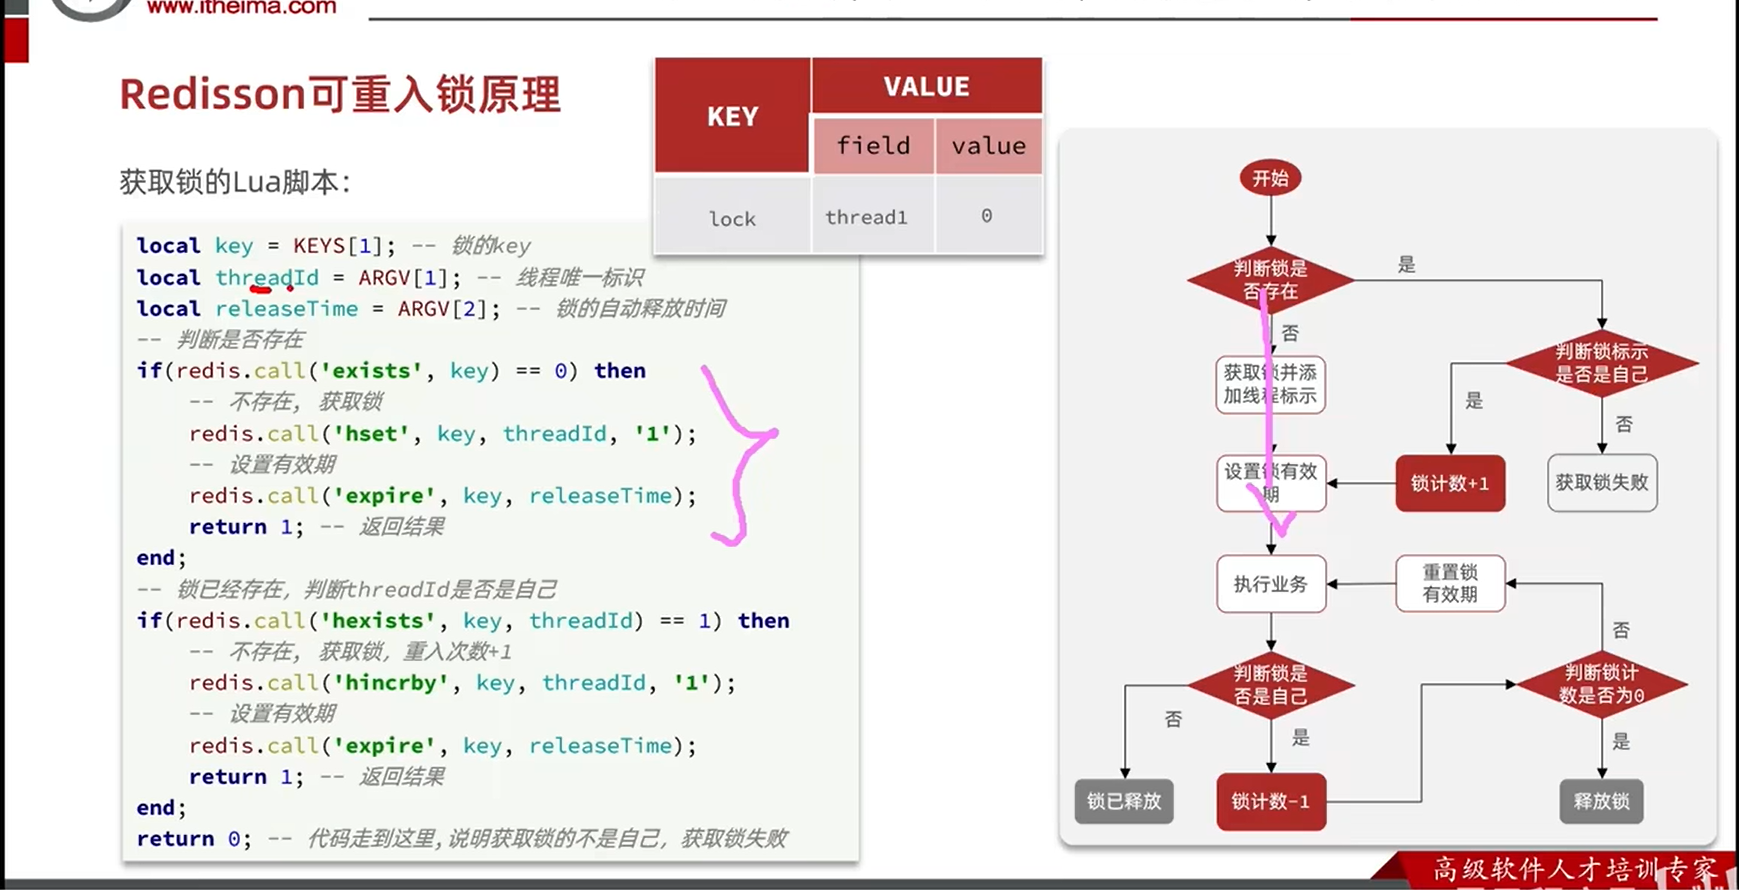 www.itheima.com
Redisson可重入锁原理
KEY
VALUE
field
value
lock
thread1
0
获取锁的Lua脚本:
local key = KEYS[1]; -- 锁的key
local threadId = ARGV[1]; -- 线程唯一标识
local releaseTime = ARGV[2]; -- 锁的自动释放时间
-- 判断是否存在
if(redis.call('exists', key) == 0) then
-- 不存在, 获取锁
redis.call('hset', key, threadId, '1');
-- 设置有效期
redis.call('expire', key, releaseTime);
return 1; -- 返回结果
end;
-- 锁已经存在，判断threadId是否是自己
if(redis.call('hexists', key, threadId) == 1) then
-- 不存在, 获取锁，重入次数+1
redis.call('hincrby', key, threadId, '1');
-- 设置有效期
redis.call('expire', key, releaseTime);
return 1; -- 返回结果
end;
return 0; -- 代码走到这里,说明获取锁的不是自己，获取锁失败
开始
判断锁是
否存在
是
否
判断锁标示
是否是自己
获取锁并添
加线程标示
是
否
设置锁有效
期
锁计数+1
获取锁失败
执行业务
重置锁
有效期
否
判断锁是
否是自己
判断锁计
数是否为0
否
是
是
锁已释放
锁计数-1
释放锁
高级软件人才培训专家